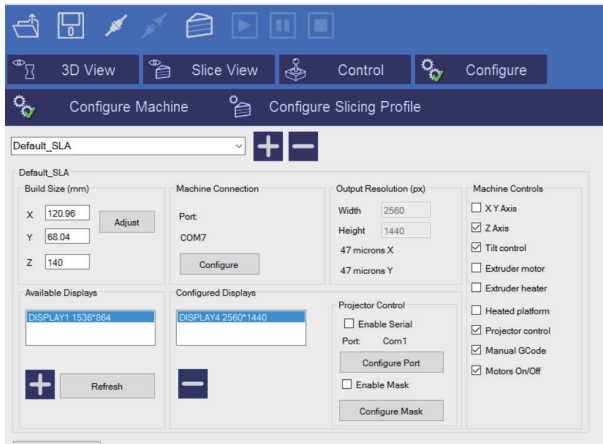 3D View
Slice View
Control
Configure
Configure Machine
Configure Slicing Profile
Default_SLA
Default_SLA
Build Size (mm)
X 120.96
Y 68.04
Z 140
Adjust
Machine Connection
Port:
COM7
Configure
Output Resolution (px)
Width 2560
Height 1440
47 microns X
47 microns Y
Machine Controls
X Y Axis
Z Axis
Tilt control
Extruder motor
Extruder heater
Heated platform
Projector control
Manual GCode
Motors On/Off
Available Displays
DISPLAY1 1536*864
Refresh
Configured Displays
DISPLAY4 2560*1440
Projector Control
Enable Serial
Port: Com1
Configure Port
Enable Mask
Configure Mask